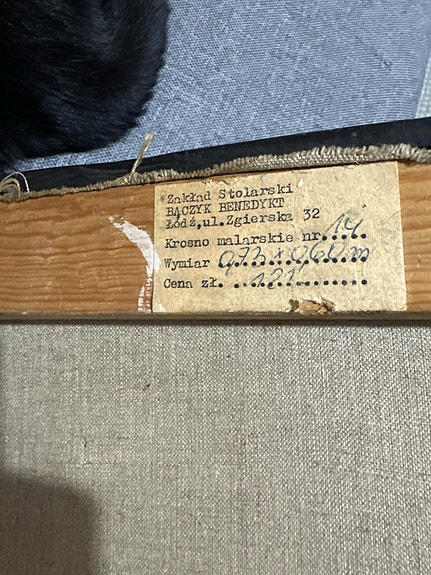 Zakład Stolarski
BĄCZYK BENEDYKT
Łódź,ul.Zgierska 32
Krosno malarskie nr.14
Wymiar 0,73 x 0,60 m
Cena zł. 121,-